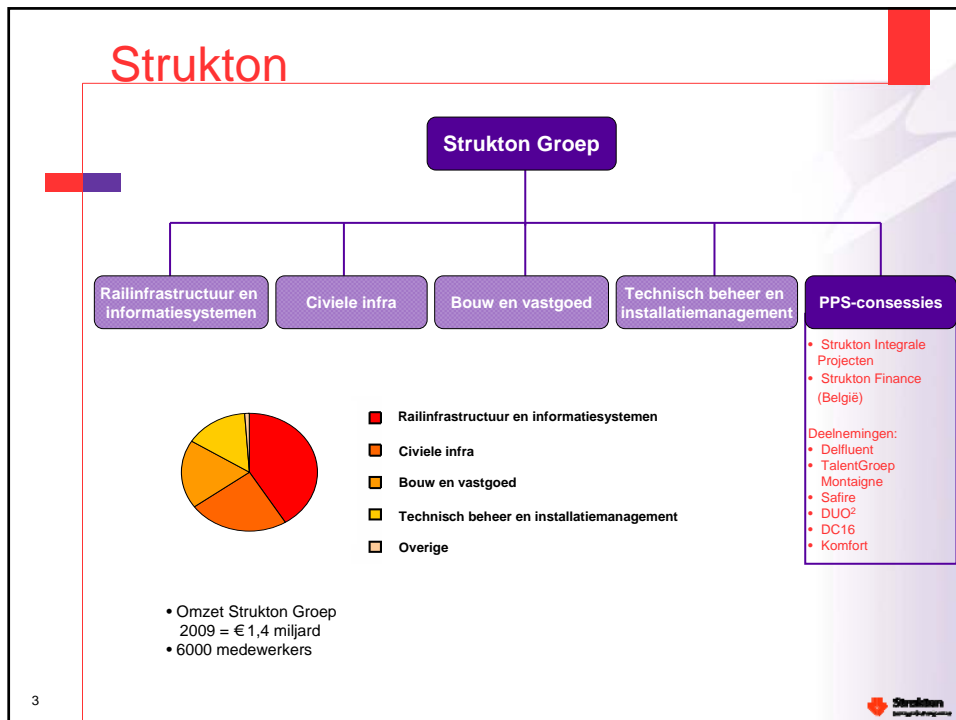 Strukton
Strukton Groep
Railinfrastructuur en
informatiesystemen
Civiele infra
Bouw en vastgoed
Technisch beheer en
installatiemanagement
PPS-consessies
• Strukton Integrale
Projecten
• Strukton Finance
(België)
Deelnemingen:
• Delfluent
• TalentGroep
Montaigne
• Safire
• DUO²
• DC16
• Komfort
Railinfrastructuur en informatiesystemen
Civiele infra
Bouw en vastgoed
Technisch beheer en installatiemanagement
Overige
• Omzet Strukton Groep
2009 = € 1,4 miljard
• 6000 medewerkers
3
Strukton